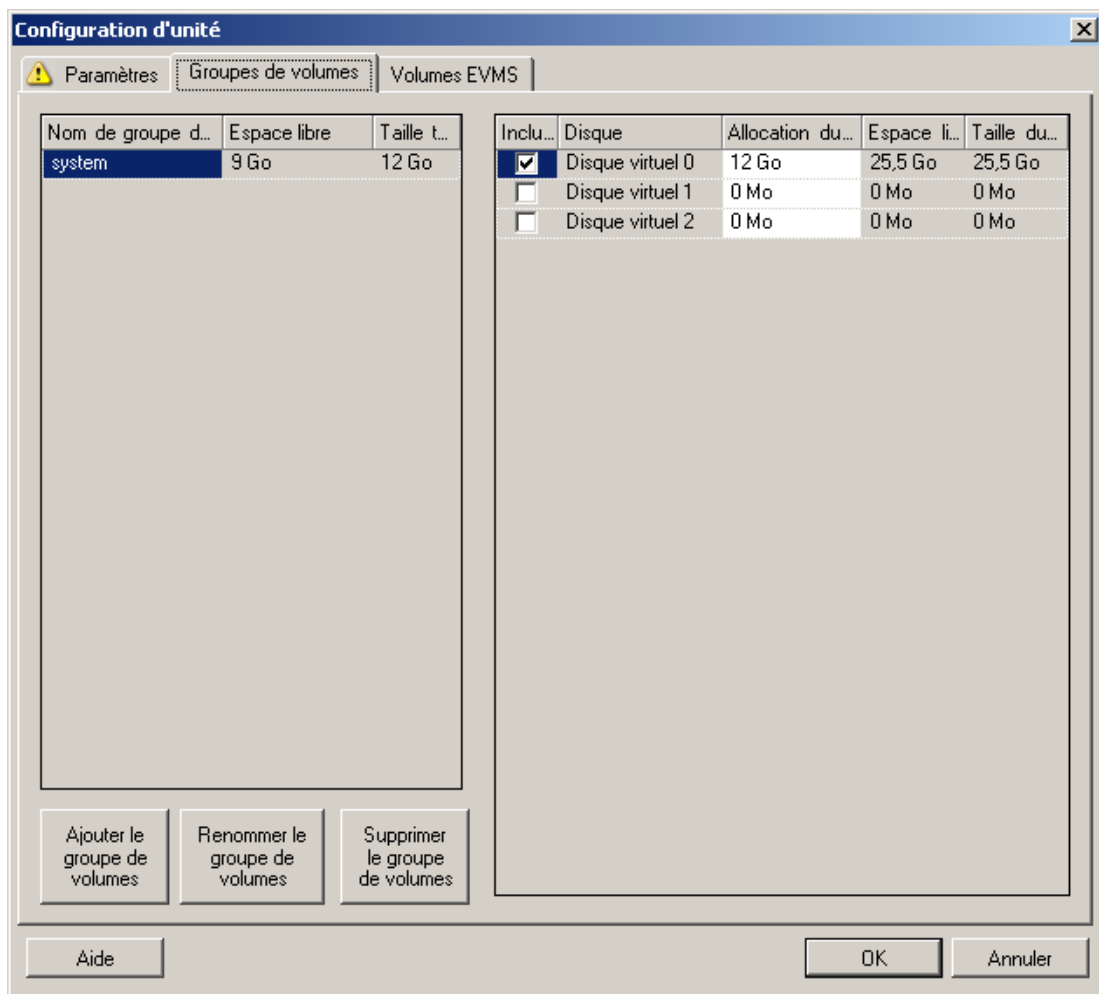 Configuration d'unité
Paramètres
Groupes de volumes
Volumes EVMS
Nom de groupe d... Espace libre Taille t...
system 9 Go 12 Go
Inclu... Disque Allocation du... Espace li... Taille du...
Disque virtuel 0 12 Go 25,5 Go 25,5 Go
Disque virtuel 1 0 Mo 0 Mo 0 Mo
Disque virtuel 2 0 Mo 0 Mo 0 Mo
Ajouter le
groupe de
volumes
Renommer le
groupe de
volumes
Supprimer
le groupe
de volumes
Aide
OK
Annuler